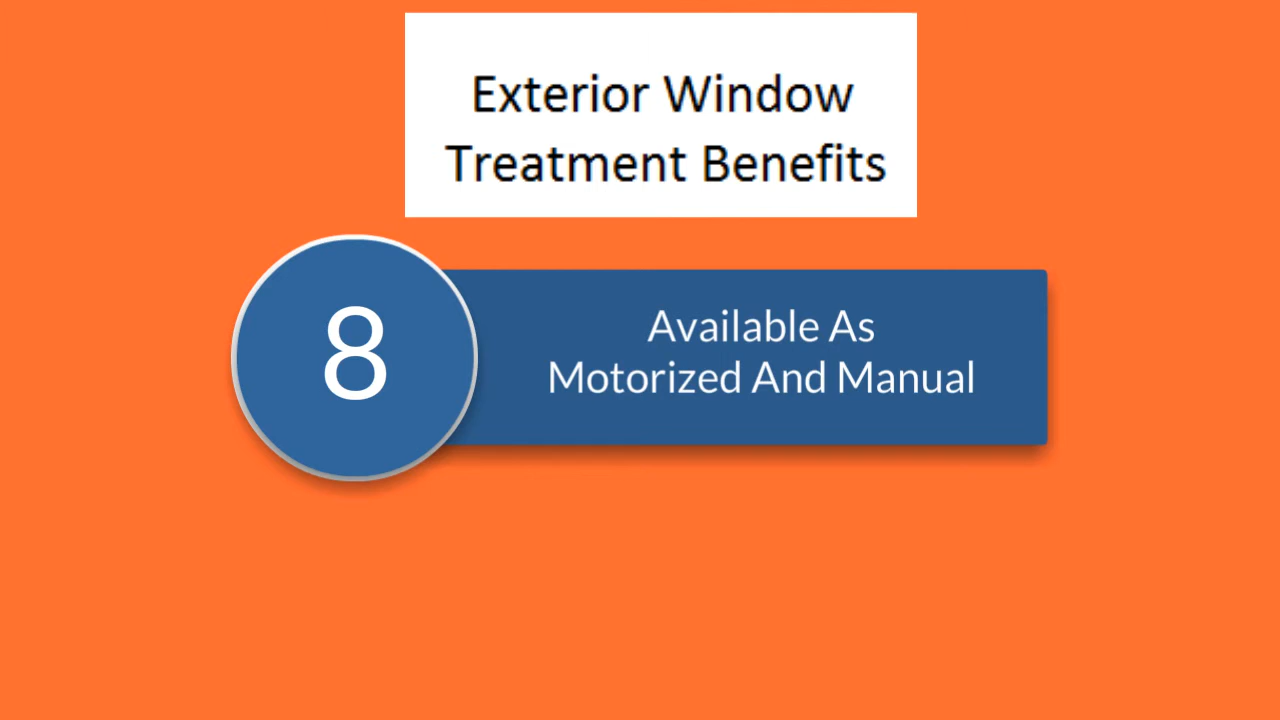 Exterior Window
Treatment Benefits
8
Available As
Motorized And Manual